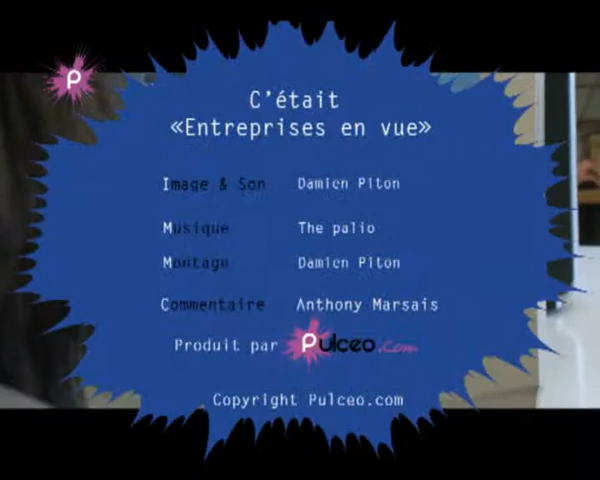 P
C'était
«Entreprises en vue»
Image & Son Damien Piton
Musique The palio
Montage Damien Piton
Commentaire Anthony Marsais
Produit par Pulceo.com
Copyright Pulceo.com